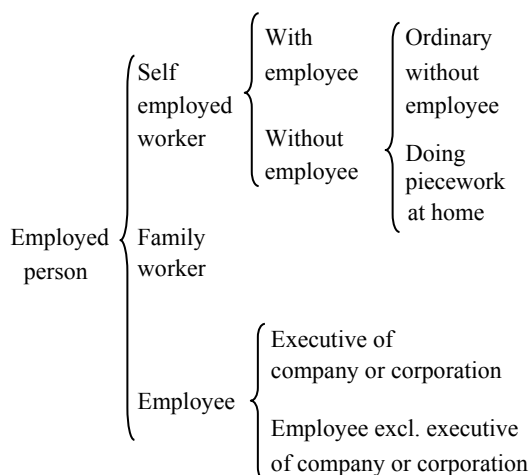 With
employee
Ordinary
without
employee
Self
employed
worker
Without
employee
Doing
piecework
at home
Employed
person
Family
worker
Executive of
company or corporation
Employee
Employee excl. executive
of company or corporation